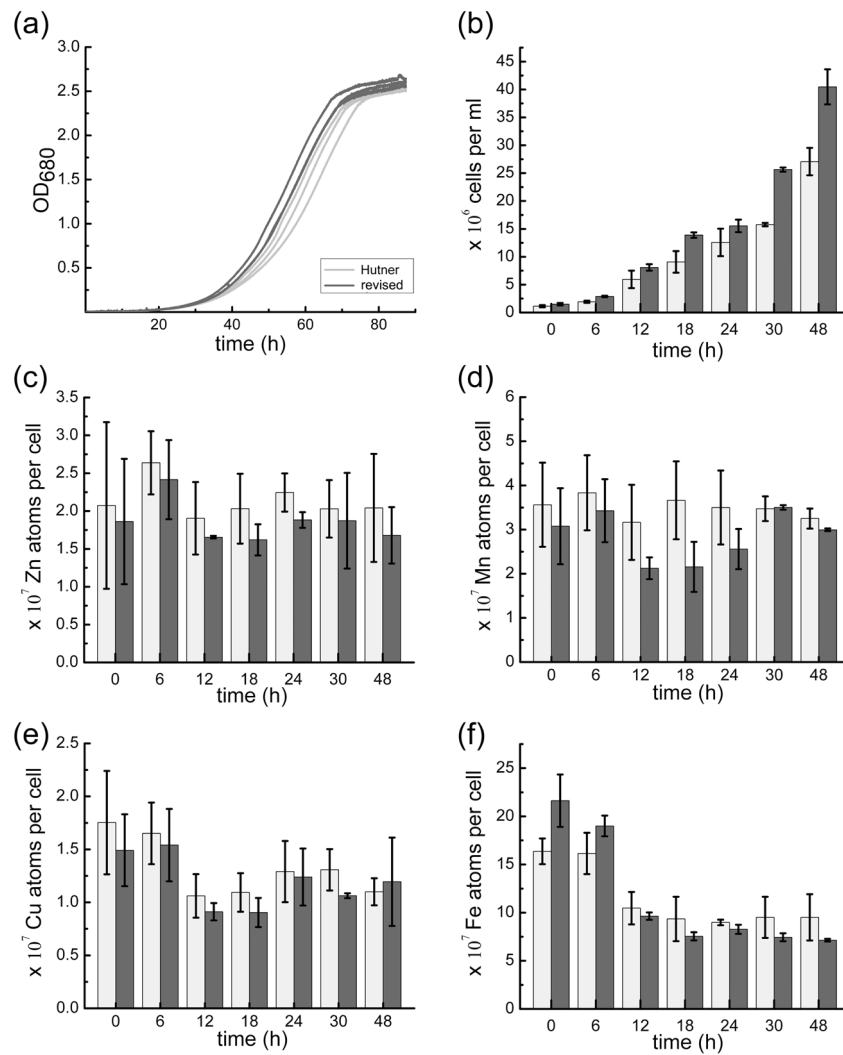 (a)
3.0
2.5
2.0
1.5
1.0
0.5
OD680
Hutner
revised
20 40 60 80
time (h)
(b)
45
40
35
30
25
20
15
10
5
0
x 10^6 cells per ml
0 6 12 18 24 30 48
time (h)
(c)
3.5
3.0
2.5
2.0
1.5
1.0
0.5
0.0
x 10^7 Zn atoms per cell
0 6 12 18 24 30 48
time (h)
(d)
6
5
4
3
2
1
0
x 10^7 Mn atoms per cell
0 6 12 18 24 30 48
time (h)
(e)
2.5
2.0
1.5
1.0
0.5
0.0
x 10^7 Cu atoms per cell
0 6 12 18 24 30 48
time (h)
(f)
25
20
15
10
5
0
x 10^7 Fe atoms per cell
0 6 12 18 24 30 48
time (h)